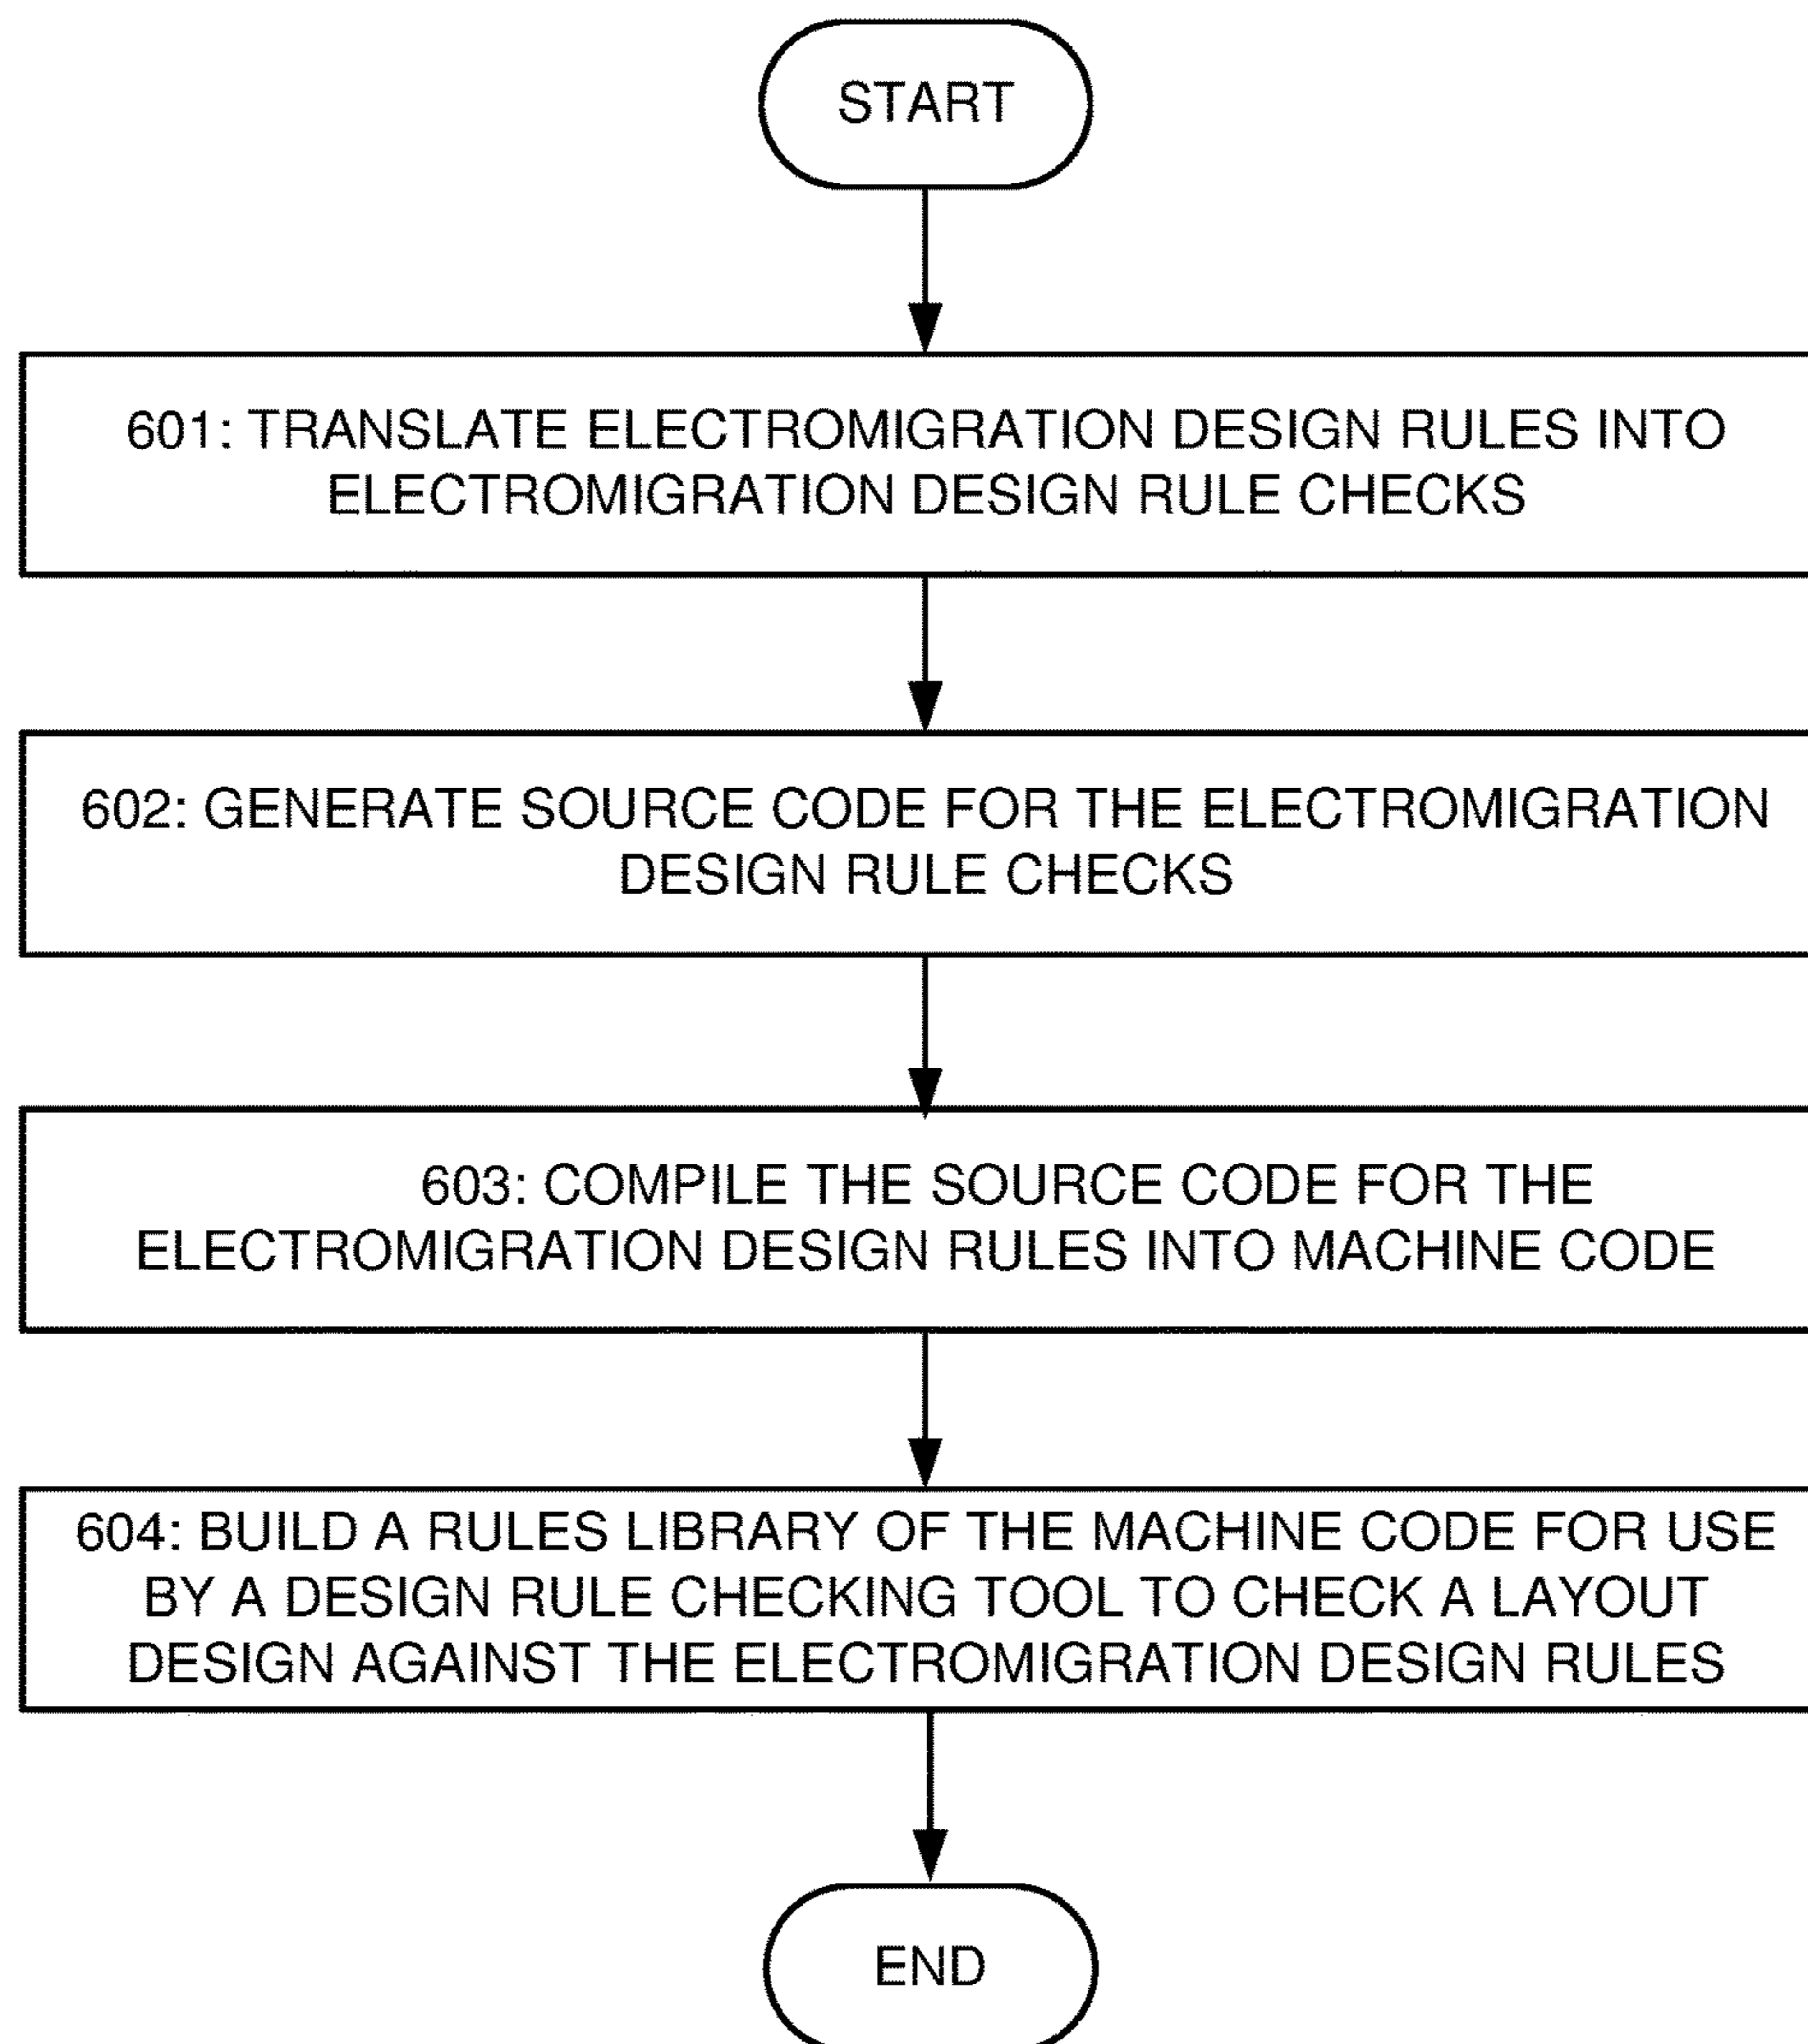 START
601: TRANSLATE ELECTROMIGRATION DESIGN RULES INTO
ELECTROMIGRATION DESIGN RULE CHECKS
602: GENERATE SOURCE CODE FOR THE ELECTROMIGRATION
DESIGN RULE CHECKS
603: COMPILE THE SOURCE CODE FOR THE
ELECTROMIGRATION DESIGN RULES INTO MACHINE CODE
604: BUILD A RULES LIBRARY OF THE MACHINE CODE FOR USE
BY A DESIGN RULE CHECKING TOOL TO CHECK A LAYOUT
DESIGN AGAINST THE ELECTROMIGRATION DESIGN RULES
END